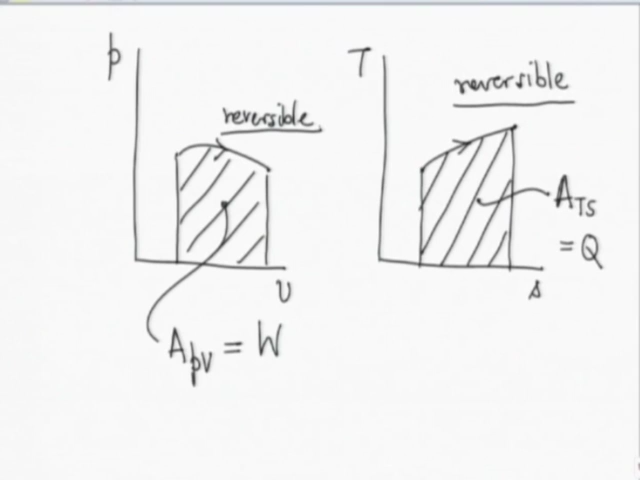 p
reversible
υ
A_pV = W
T
reversible
A_TS
= Q
s